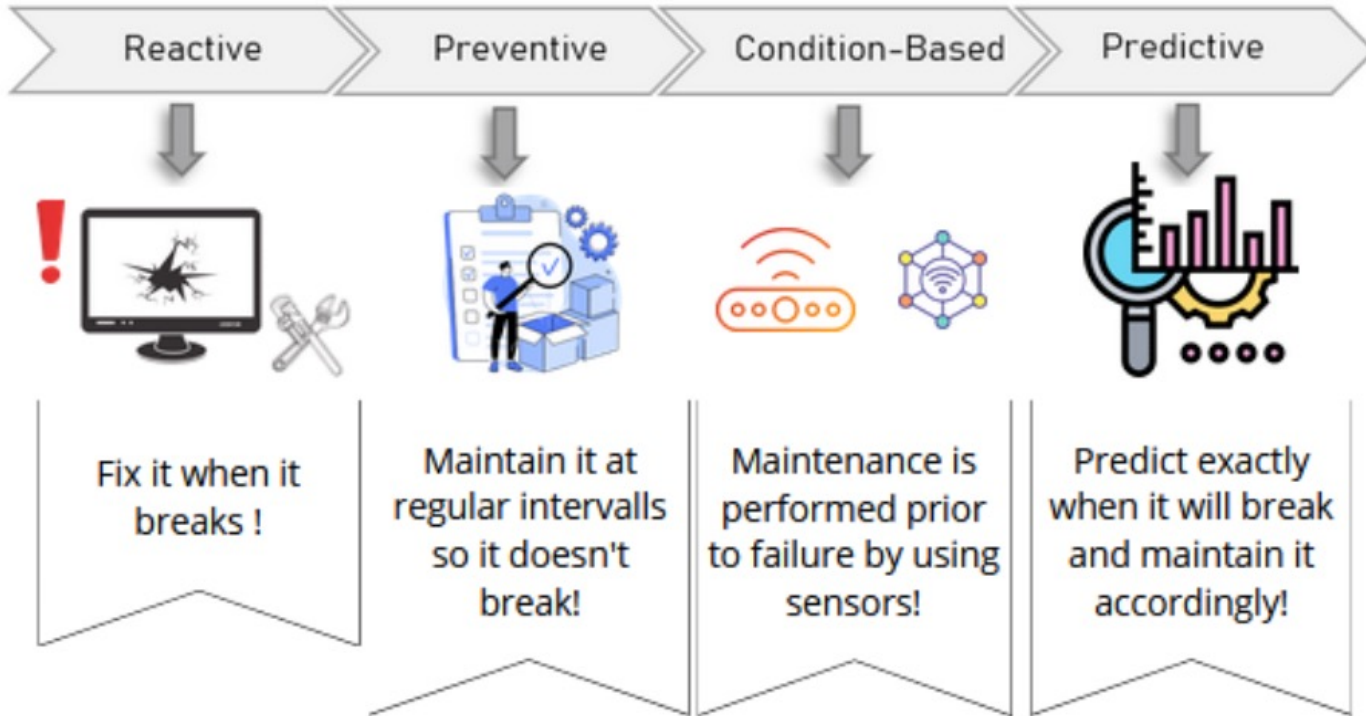 Reactive
Preventive
Condition-Based
Predictive
Fix it when it
breaks !
Maintain it at
regular intervalls
so it doesn't
break!
Maintenance is
performed prior
to failure by using
sensors!
Predict exactly
when it will break
and maintain it
accordingly!